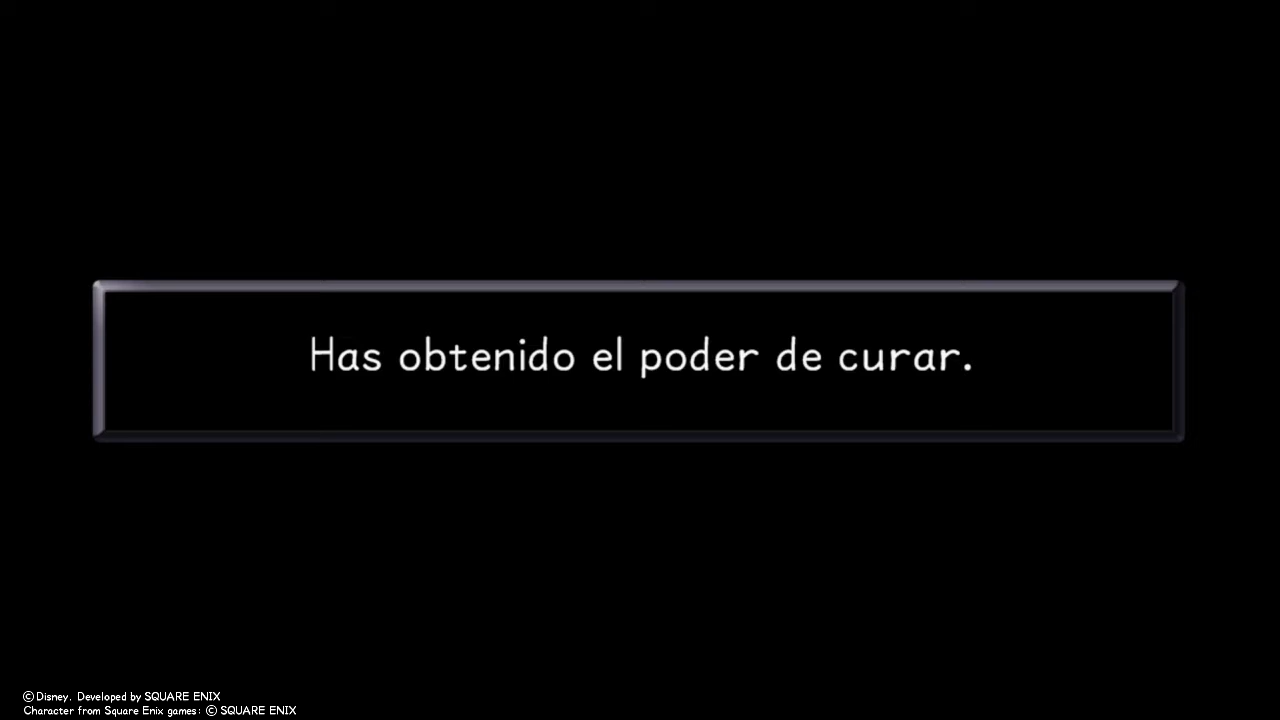 Has obtenido el poder de curar.
©Disney. Developed by SQUARE ENIX
Character from Square Enix games: © SQUARE ENIX